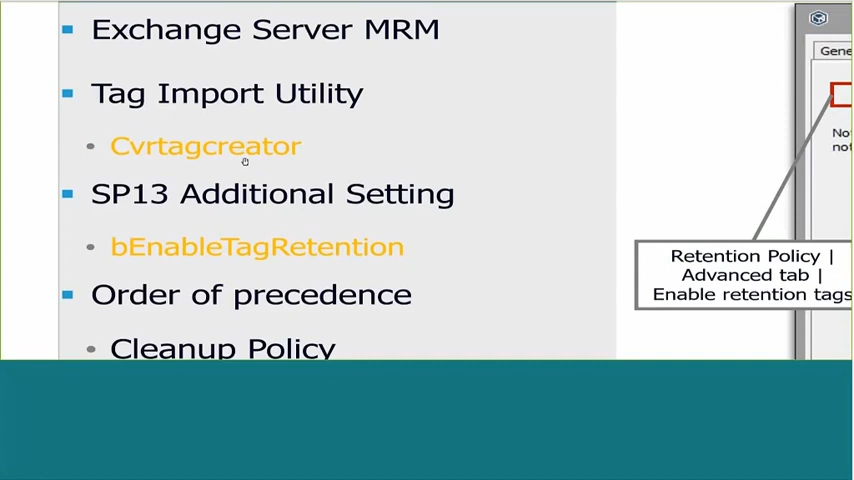 Exchange Server MRM
Tag Import Utility
Cvrtagcreator
SP13 Additional Setting
bEnableTagRetention
Order of precedence
Cleanup Policy
Gene
No
not
Retention Policy |
Advanced tab |
Enable retention tags